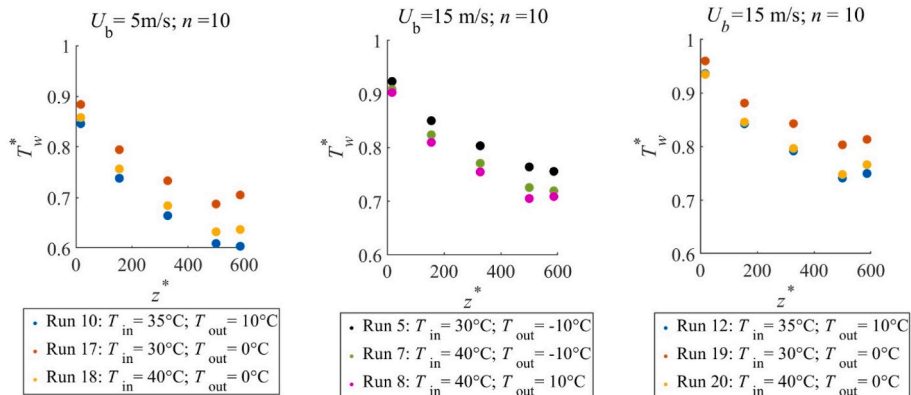 U_b= 5m/s; n =10
1
0.9
0.8
0.7
0.6
T_w^*
0 200 400 600
z^*
Run 10: T_in= 35°C; T_out= 10°C
Run 17: T_in= 30°C; T_out= 0°C
Run 18: T_in= 40°C; T_out= 0°C
U_b=15 m/s; n =10
1
0.9
0.8
0.7
0.6
T_w^*
0 200 400 600
z^*
Run 5: T_in= 30°C; T_out= -10°C
Run 7: T_in= 40°C; T_out= -10°C
Run 8: T_in= 40°C; T_out= 10°C
U_b=15 m/s; n = 10
1
0.9
0.8
0.7
0.6
T_w^*
0 200 400 600
z^*
Run 12: T_in= 35°C; T_out= 10°C
Run 19: T_in= 30°C; T_out= 0°C
Run 20: T_in= 40°C; T_out= 0°C